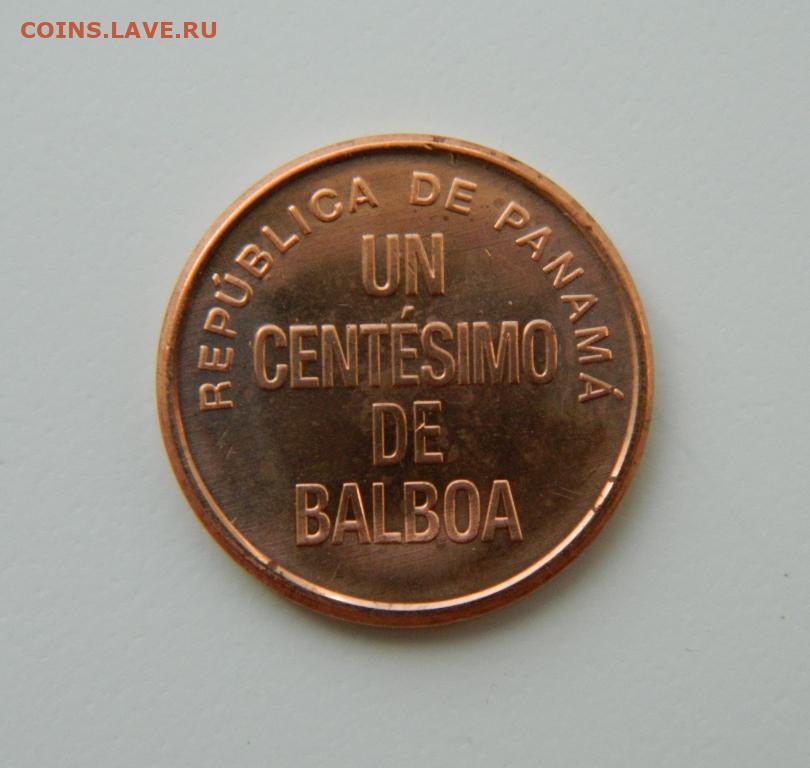 COINS.LAVE.RU
REPÚBLICA DE PANAMÁ
UN
CENTÉSIMO
DE
BALBOA